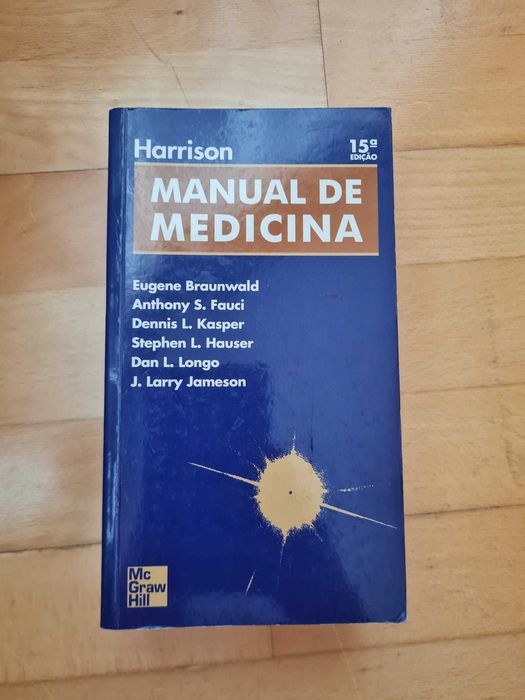 Harrison
15ª
EDIÇÃO
MANUAL DE
MEDICINA
Eugene Braunwald
Anthony S. Fauci
Dennis L. Kasper
Stephen L. Hauser
Dan L. Longo
J. Larry Jameson
Mc
Graw
Hill